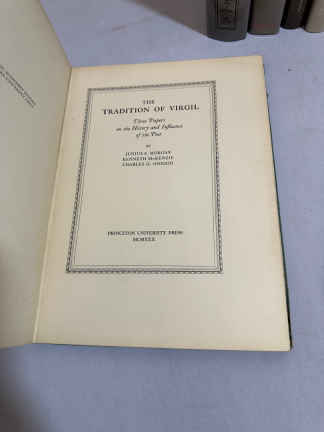 THE
TRADITION OF VIRGIL
Three Papers
on the History and Influence
of the Poet
BY
JUNIUS S. MORGAN
KENNETH McKENZIE
CHARLES G. OSGOOD
PRINCETON UNIVERSITY PRESS
MCMXXX